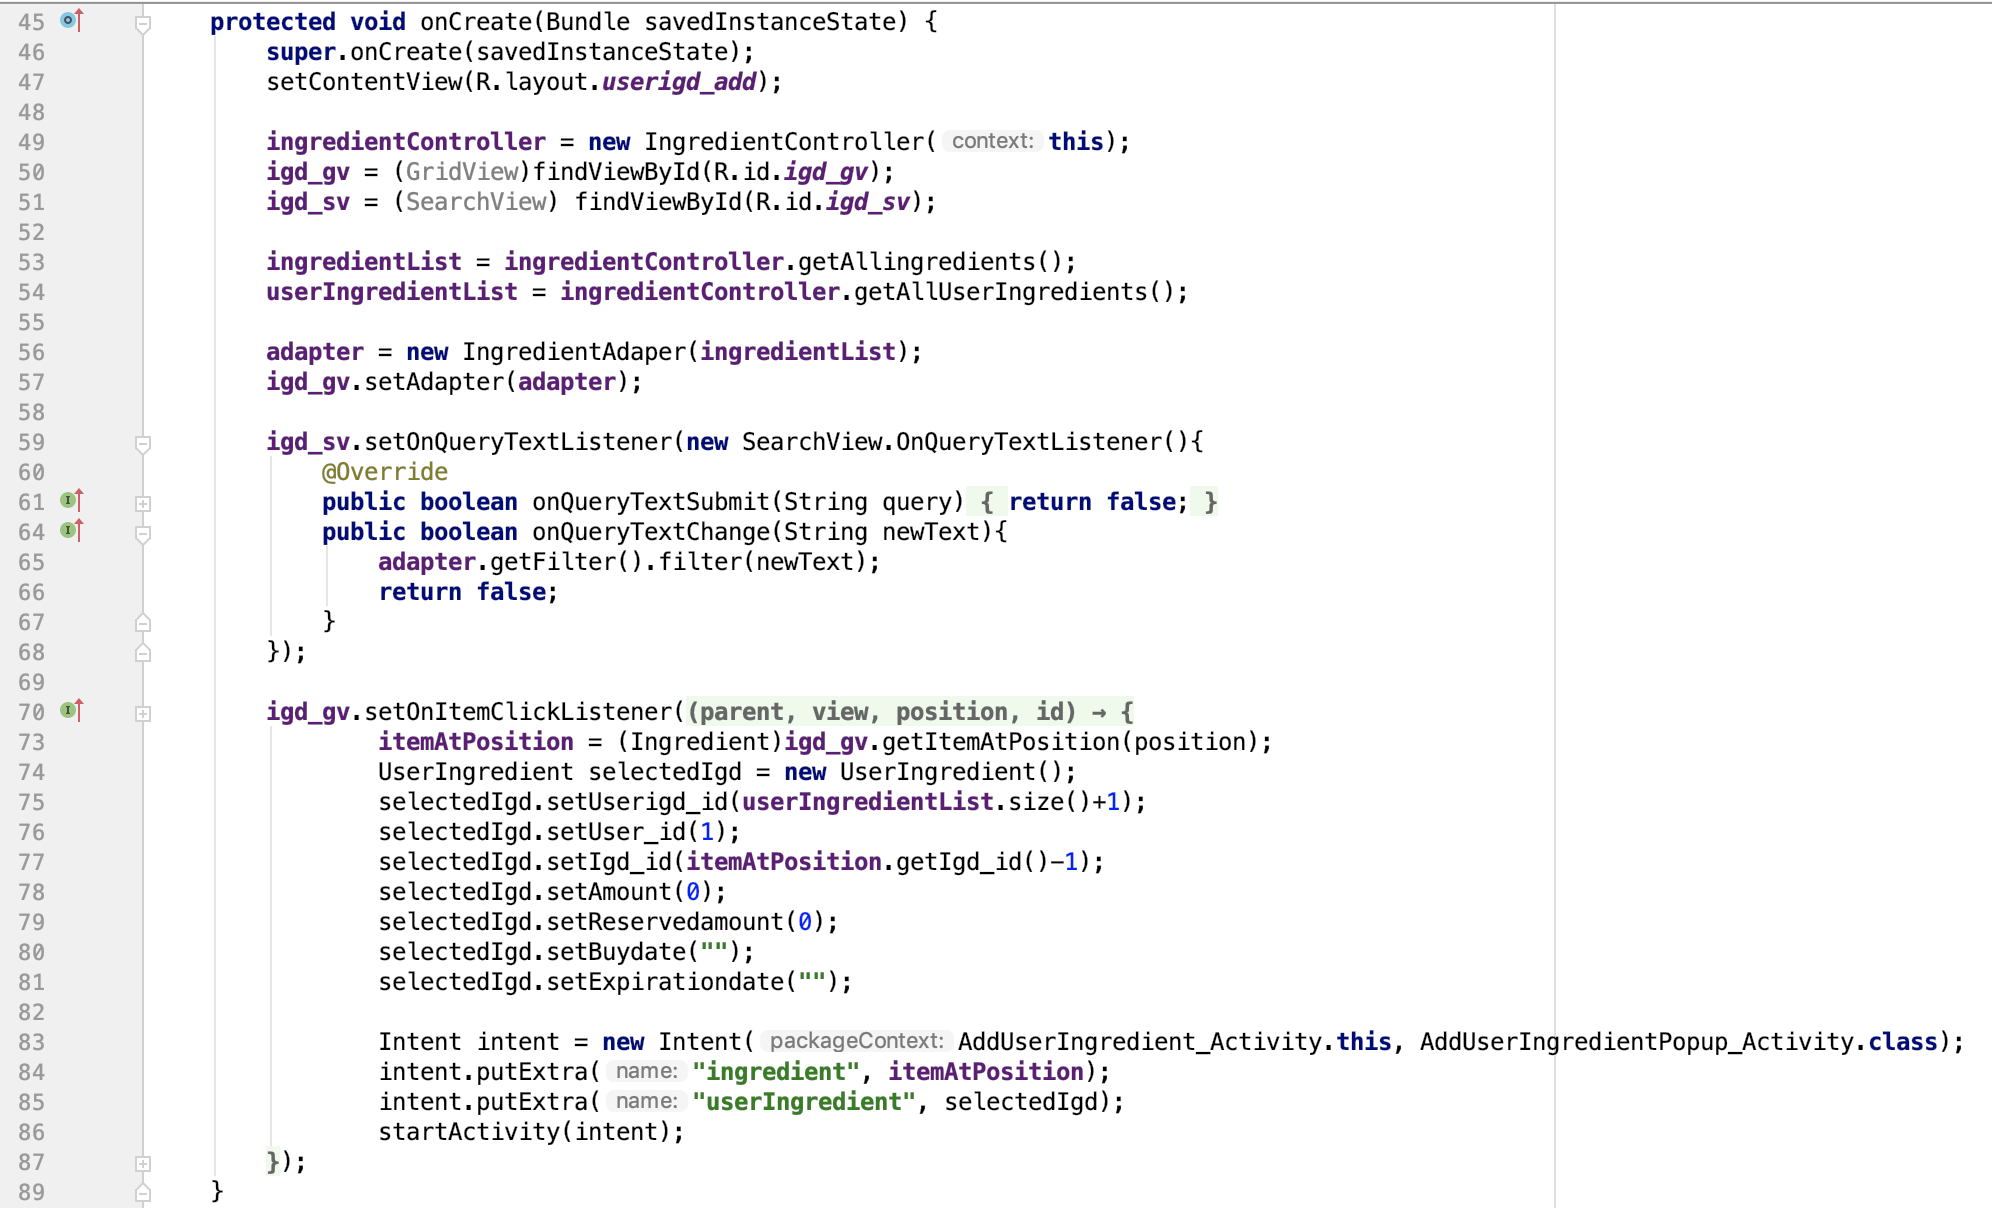 45 protected void onCreate(Bundle savedInstanceState) {
46 super.onCreate(savedInstanceState);
47 setContentView(R.layout.userigd_add);
48
49 ingredientController = new IngredientController( context: this);
50 igd_gv = (GridView)findViewById(R.id.igd_gv);
51 igd_sv = (SearchView) findViewById(R.id.igd_sv);
52
53 ingredientList = ingredientController.getAllingredients();
54 userIngredientList = ingredientController.getAllUserIngredients();
55
56 adapter = new IngredientAdaper(ingredientList);
57 igd_gv.setAdapter(adapter);
58
59 igd_sv.setOnQueryTextListener(new SearchView.OnQueryTextListener(){
60 @Override
61 public boolean onQueryTextSubmit(String query) { return false; }
64 public boolean onQueryTextChange(String newText){
65 adapter.getFilter().filter(newText);
66 return false;
67 }
68 });
69
70 igd_gv.setOnItemClickListener((parent, view, position, id) → {
73 itemAtPosition = (Ingredient)igd_gv.getItemAtPosition(position);
74 UserIngredient selectedIgd = new UserIngredient();
75 selectedIgd.setUserigd_id(userIngredientList.size()+1);
76 selectedIgd.setUser_id(1);
77 selectedIgd.setIgd_id(itemAtPosition.getIgd_id()-1);
78 selectedIgd.setAmount(0);
79 selectedIgd.setReservedamount(0);
80 selectedIgd.setBuydate("");
81 selectedIgd.setExpirationdate("");
82
83 Intent intent = new Intent( packageContext: AddUserIngredient_Activity.this, AddUserIngredientPopup_Activity.class);
84 intent.putExtra( name: "ingredient", itemAtPosition);
85 intent.putExtra( name: "userIngredient", selectedIgd);
86 startActivity(intent);
87 });
89 }